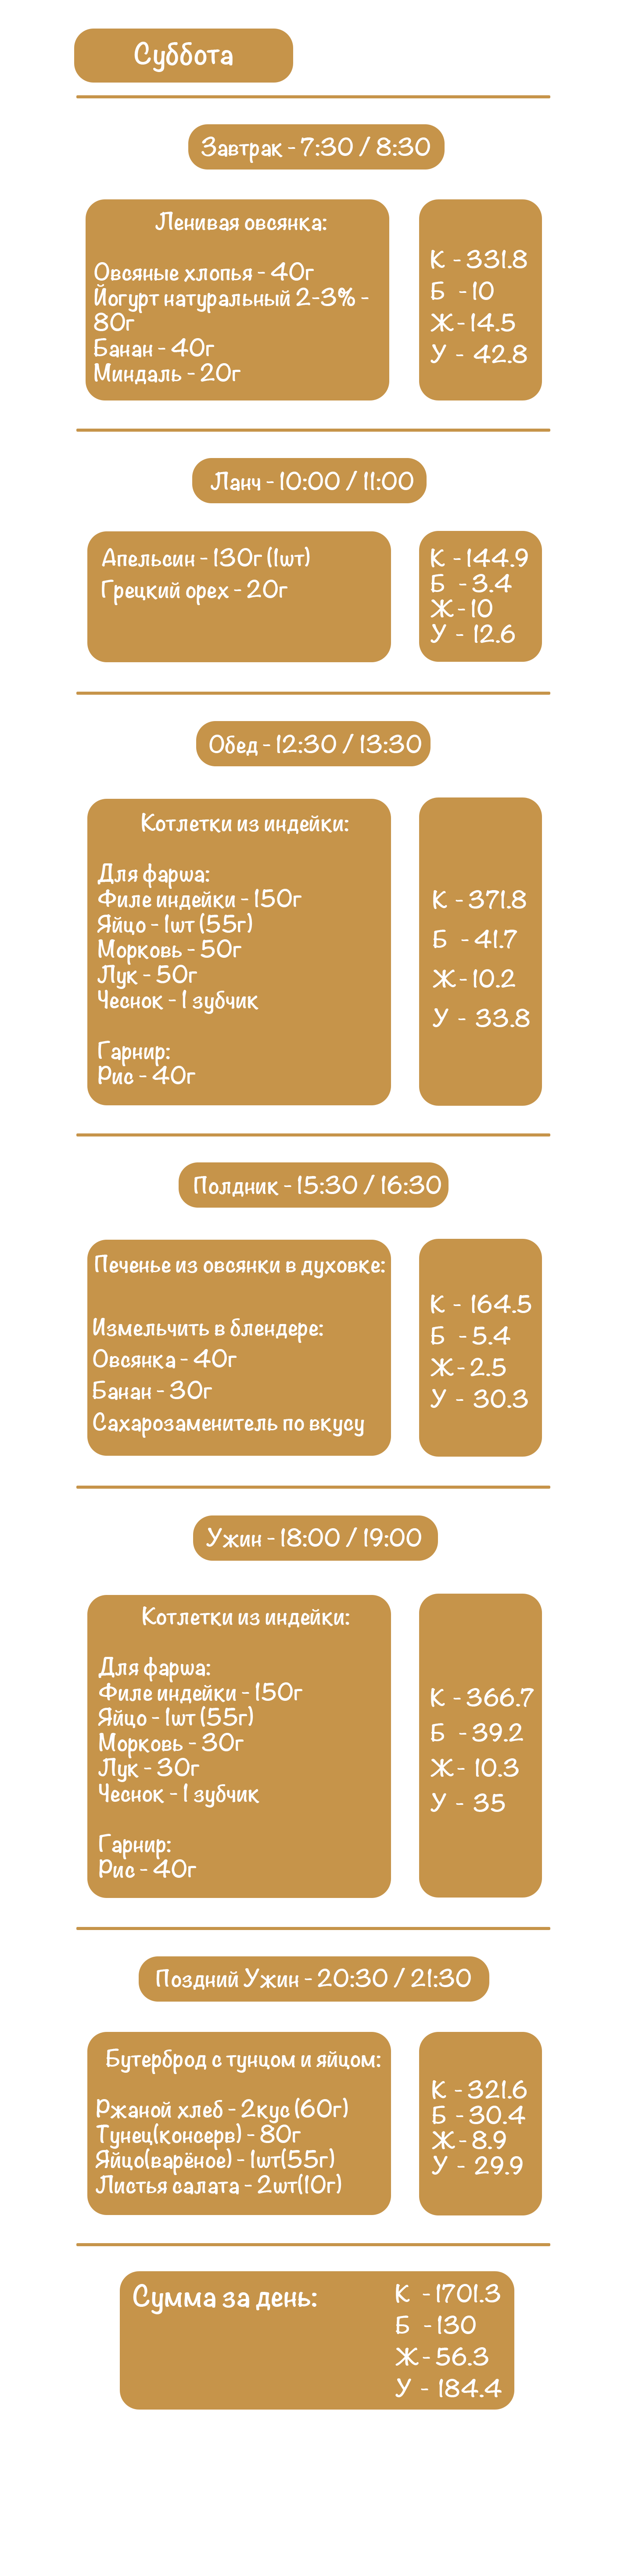 Суббота
Завтрак - 7:30 / 8:30
Ленивая овсянка:
Овсяные хлопья - 40г
Йогурт натуральный 2-3% -
80г
Банан - 40г
Миндаль - 20г
К - 331.8
Б - 10
Ж - 14.5
У - 42.8
Ланч - 10:00 / 11:00
Апельсин - 130г (1шт)
Грецкий орех - 20г
К - 144.9
Б - 3.4
Ж - 10
У - 12.6
Обед - 12:30 / 13:30
Котлетки из индейки:
Для фарша:
Филе индейки - 150г
Яйцо - 1шт (55г)
Морковь - 50г
Лук - 50г
Чеснок - 1 зубчик
Гарнир:
Рис - 40г
К - 371.8
Б - 41.7
Ж - 10.2
У - 33.8
Полдник - 15:30 / 16:30
Печенье из овсянки в духовке:
Измельчить в блендере:
Овсянка - 40г
Банан - 30г
Сахарозаменитель по вкусу
К - 164.5
Б - 5.4
Ж - 2.5
У - 30.3
Ужин - 18:00 / 19:00
Котлетки из индейки:
Для фарша:
Филе индейки - 150г
Яйцо - 1шт (55г)
Морковь - 30г
Лук - 30г
Чеснок - 1 зубчик
Гарнир:
Рис - 40г
К - 366.7
Б - 39.2
Ж - 10.3
У - 35
Поздний Ужин - 20:30 / 21:30
Бутерброд с тунцом и яйцом:
Ржаной хлеб - 2кус (60г)
Тунец(консерв) - 80г
Яйцо(варёное) - 1шт(55г)
Листья салата - 2шт(10г)
К - 321.6
Б - 30.4
Ж - 8.9
У - 29.9
Сумма за день:
К - 1701.3
Б - 130
Ж - 56.3
У - 184.4